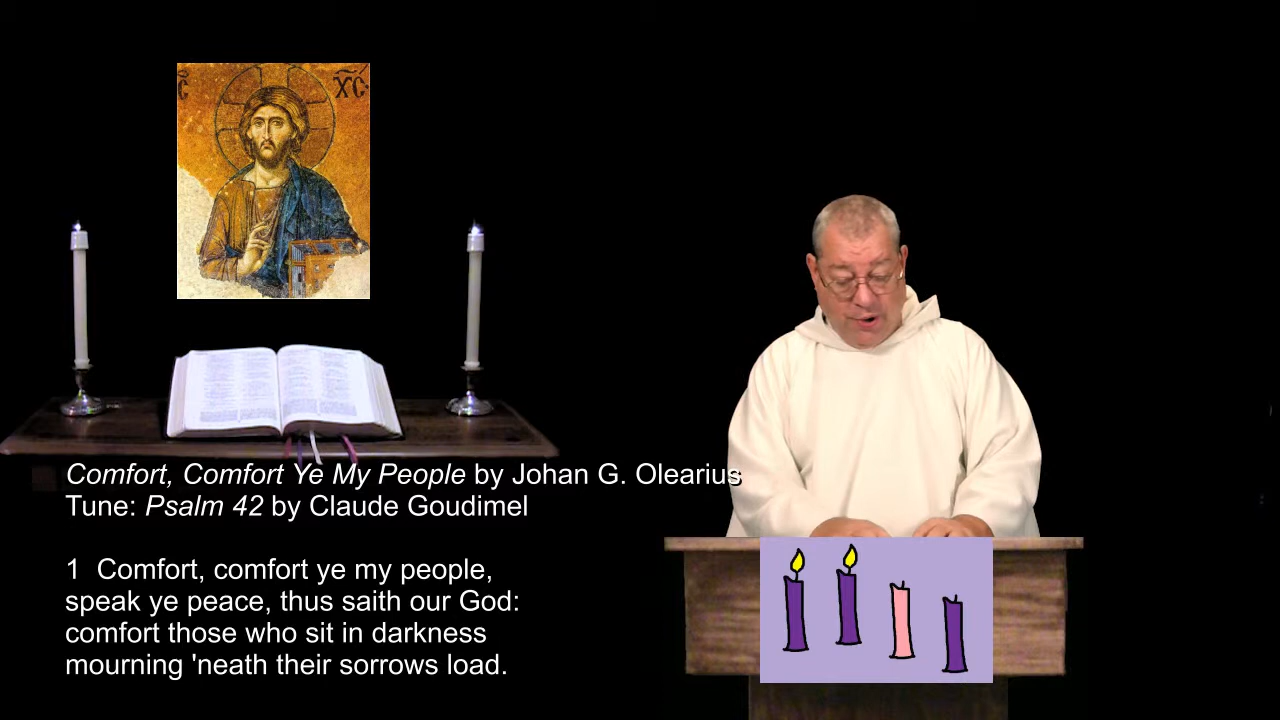 XC
Comfort, Comfort Ye My People by Johan G. Olearius
Tune: Psalm 42 by Claude Goudimel
1 Comfort, comfort ye my people,
speak ye peace, thus saith our God:
comfort those who sit in darkness
mourning 'neath their sorrows load.